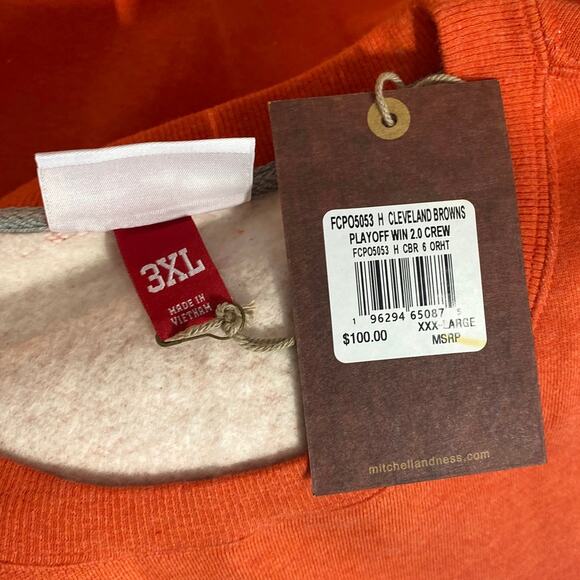 3XL
MADE IN
VIETNAM
FCPO5053 H CLEVELAND BROWNS
PLAYOFF WIN 2.0 CREW
FCPO5053 H CBR 6 ORHT
1 96294 65087 5
XXX-LARGE
$100.00 MSRP
mitchellandness.com